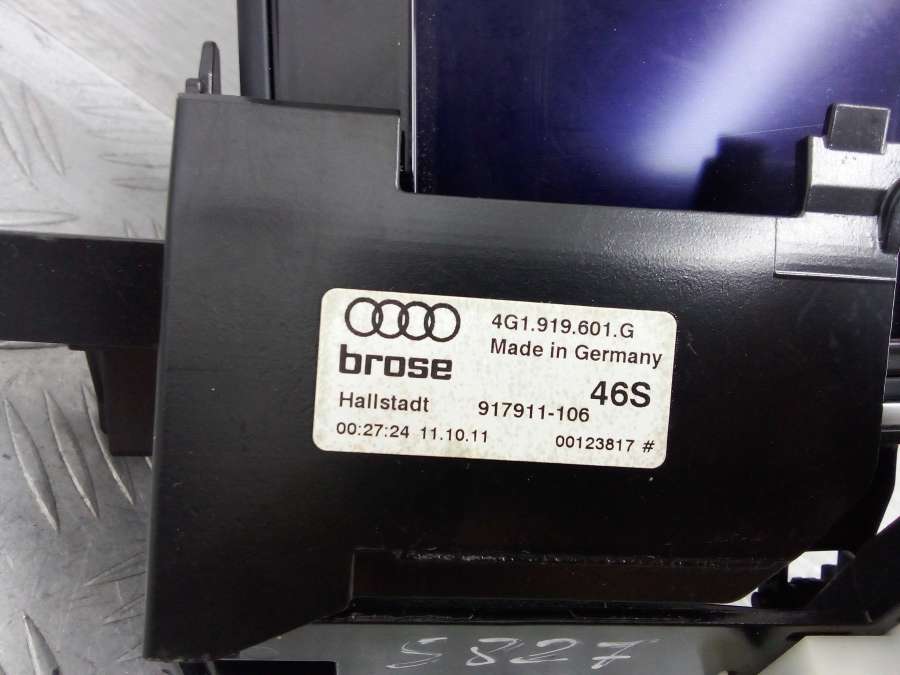 4G1.919.601.G
Made in Germany
brose
46S
Hallstadt 917911-106
00:27:24 11.10.11 00123817 #
S827